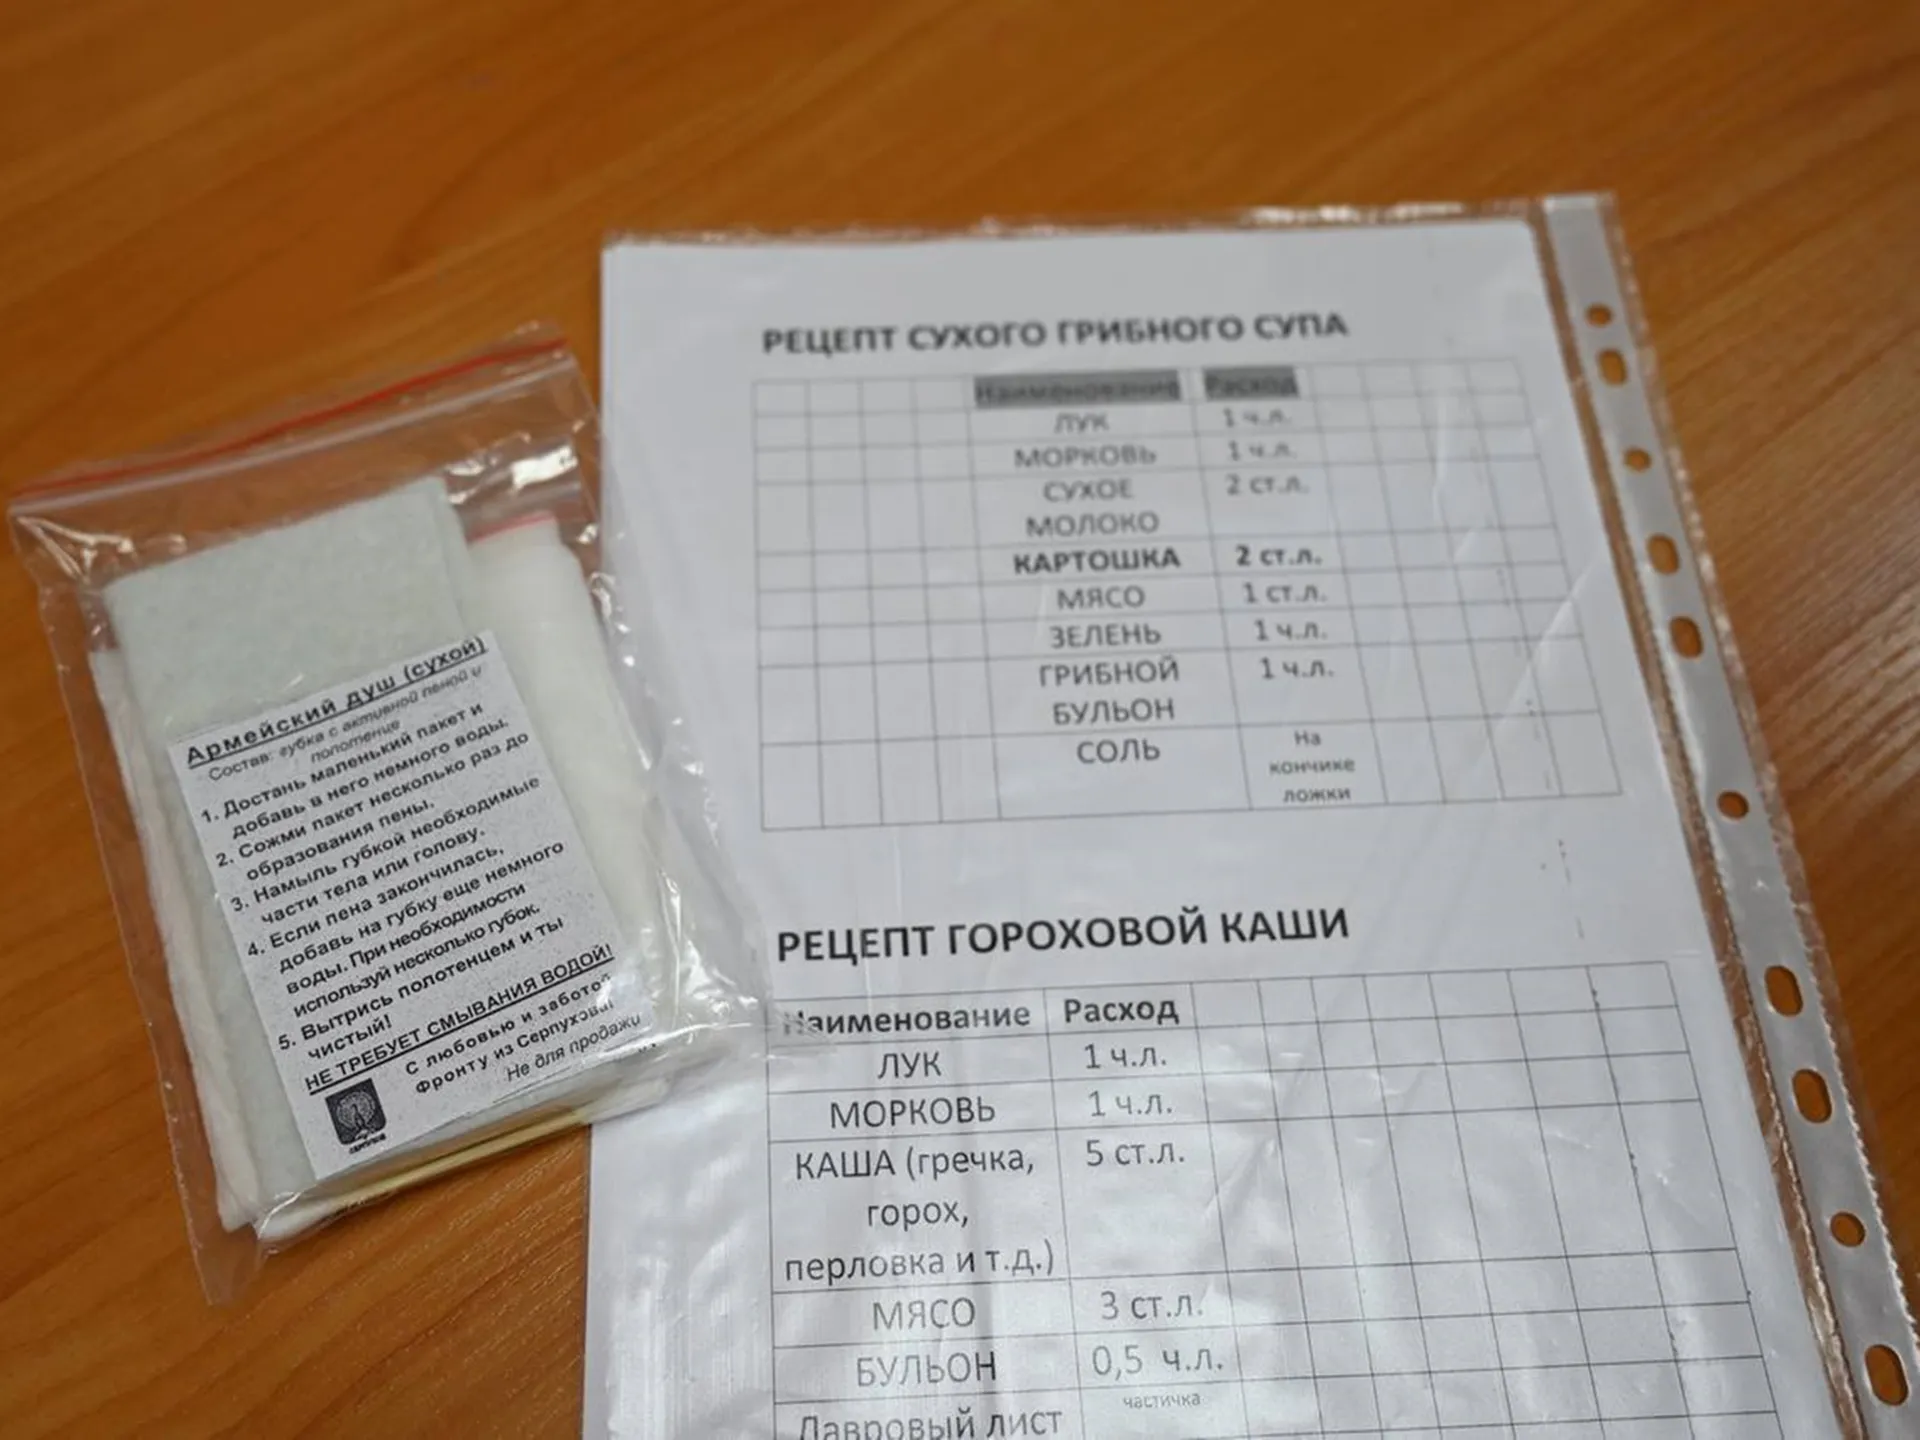 Армейский душ (сухой)
Состав: губка с активной пеной и
полотенце
1. Достань маленький пакет и
добавь в него немного воды.
2. Сожми пакет несколько раз до
образования пены.
3. Намыль губкой необходимые
части тела или голову.
4. Если пена закончилась,
добавь на губку еще немного
воды. При необходимости
используй несколько губок.
5. Вытрись полотенцем и ты
чистый!
НЕ ТРЕБУЕТ СМЫВАНИЯ ВОДОЙ!
С любовью и заботой
Фронту из Серпухова!
Не для продажи
РЕЦЕПТ СУХОГО ГРИБНОГО СУПА
Наименование Расход
ЛУК 1 ч.л.
МОРКОВЬ 1 ч.л.
СУХОЕ 2 ст.л.
МОЛОКО
КАРТОШКА 2 ст.л.
МЯСО 1 ст.л.
ЗЕЛЕНЬ 1 ч.л.
ГРИБНОЙ 1 ч.л.
БУЛЬОН
СОЛЬ На
кончике
ложки
РЕЦЕПТ ГОРОХОВОЙ КАШИ
Наименование Расход
ЛУК 1 ч.л.
МОРКОВЬ 1 ч.л.
КАША (гречка, 5 ст.л.
горох,
перловка и т.д.)
МЯСО 3 ст.л.
БУЛЬОН 0,5 ч.л.
Лавровый лист частичка